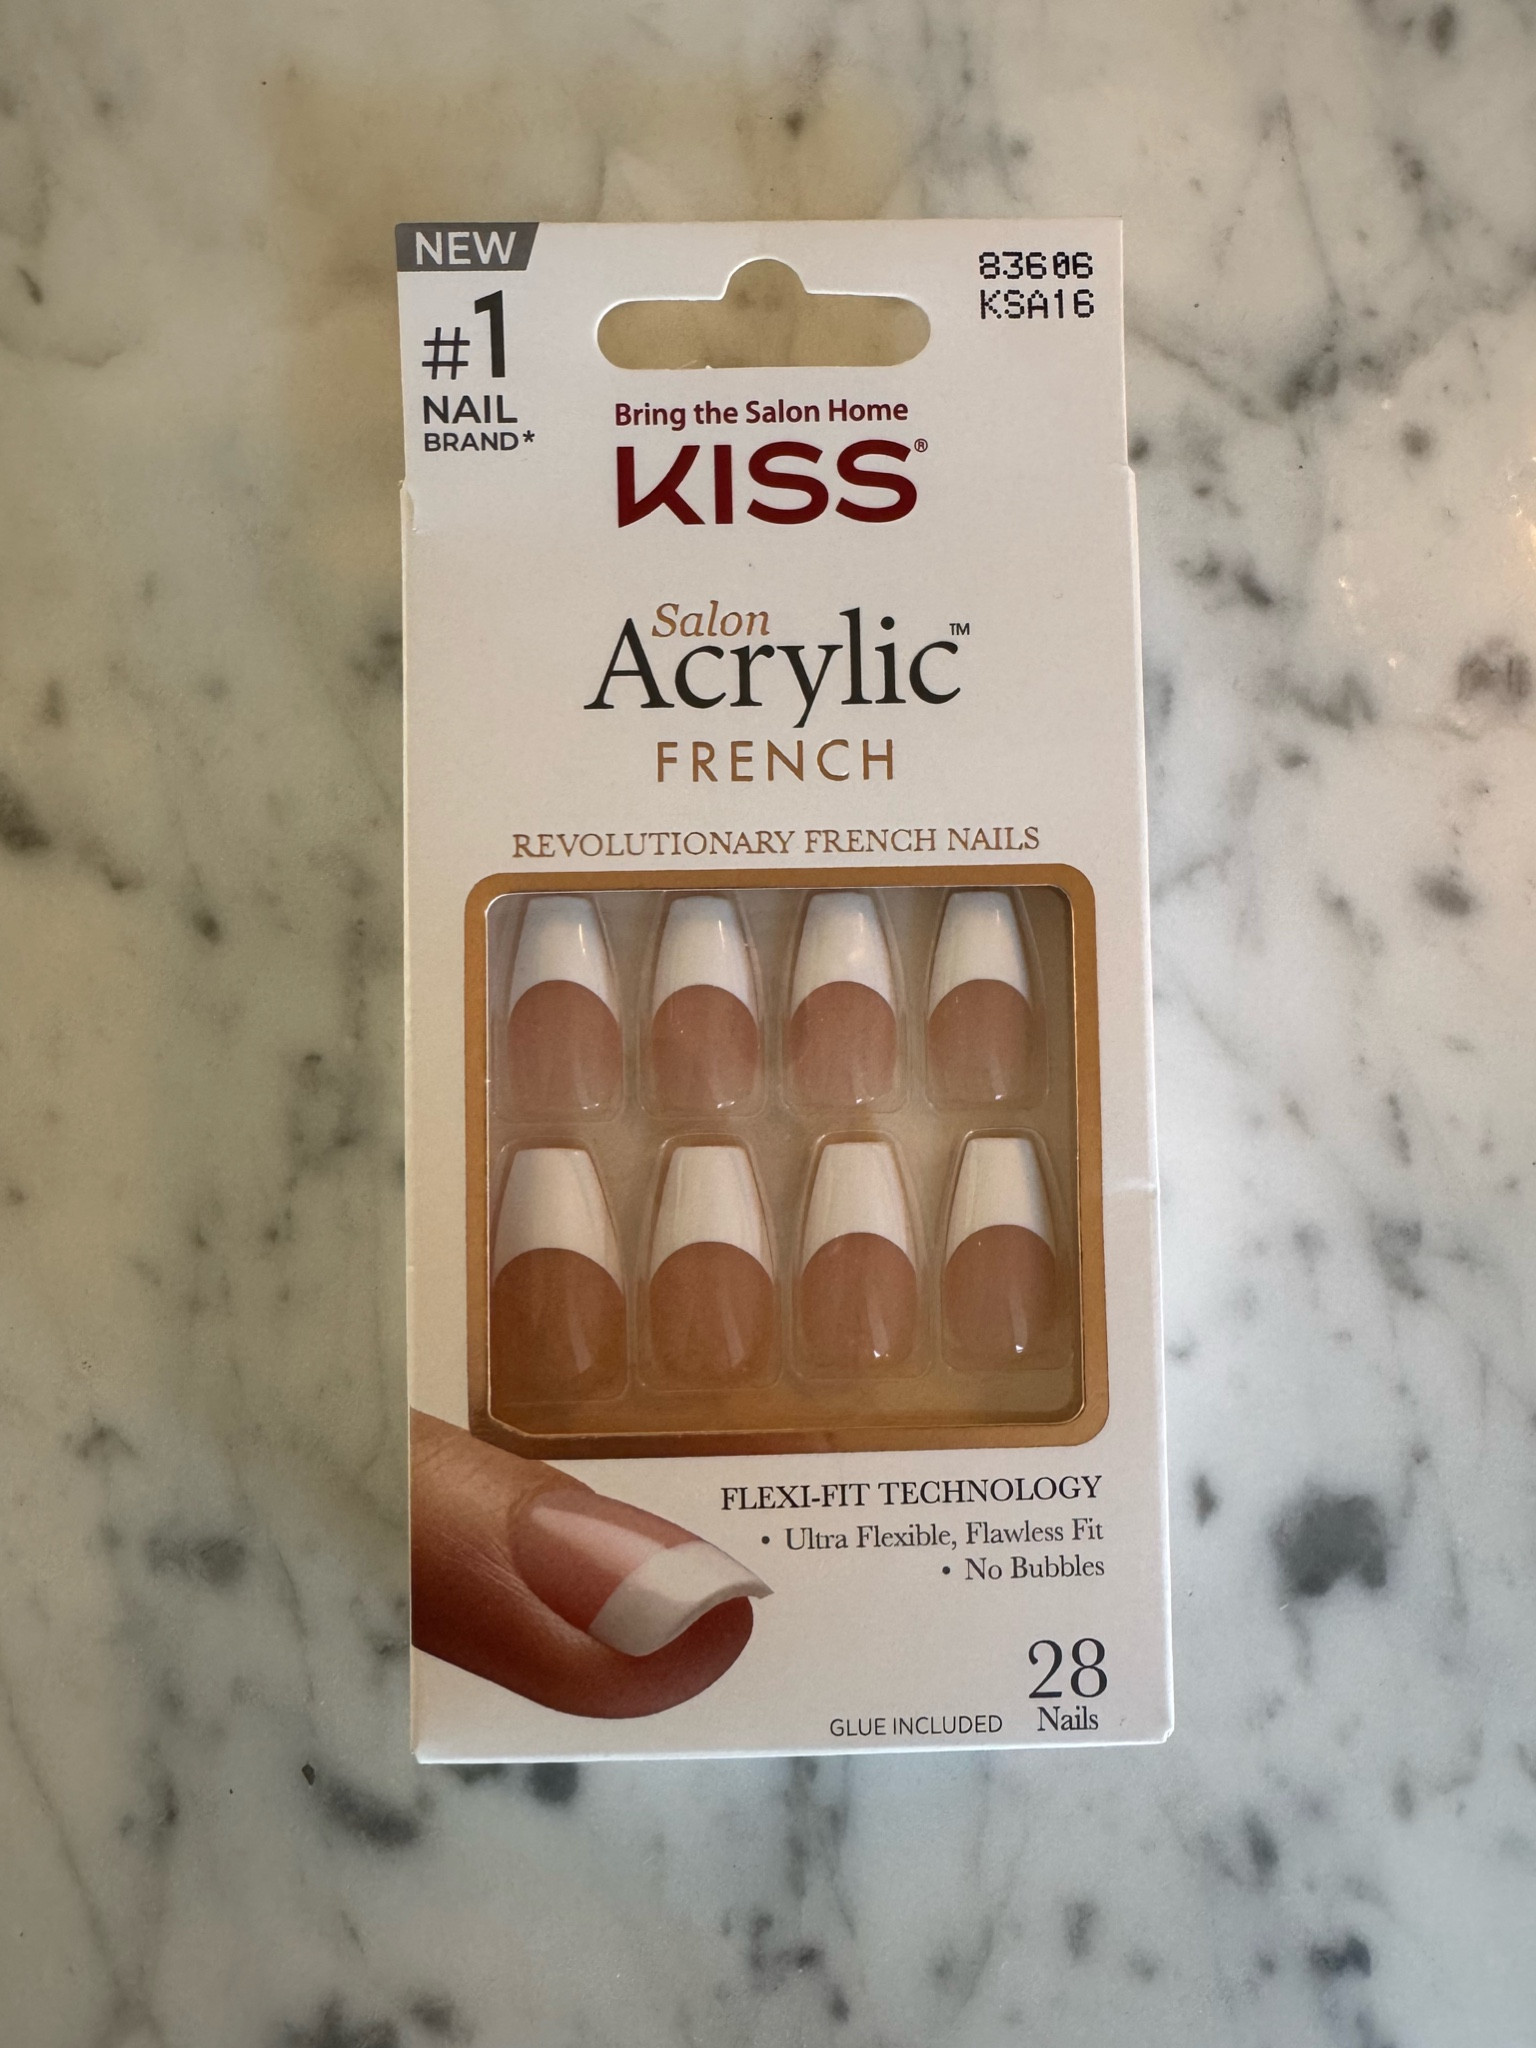 NEW
#1
NAIL
BRAND*
83606
KSA16
Bring the Salon Home
KISS®
Salon
Acrylic™
FRENCH
REVOLUTIONARY FRENCH NAILS
FLEXI-FIT TECHNOLOGY
• Ultra Flexible, Flawless Fit
• No Bubbles
28
Nails
GLUE INCLUDED